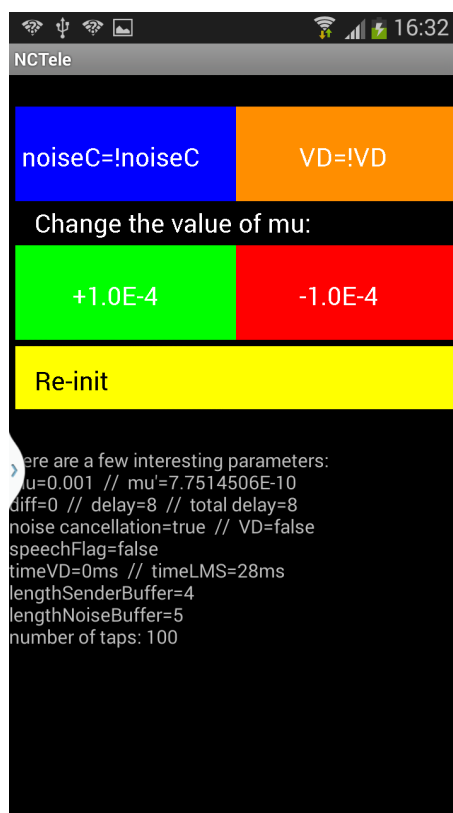 16:32
NCTele
noiseC=!noiseC VD=!VD
Change the value of mu:
+1.0E-4 -1.0E-4
Re-init
ere are a few interesting parameters:
u=0.001 // mu'=7.7514506E-10
diff=0 // delay=8 // total delay=8
noise cancellation=true // VD=false
speechFlag=false
timeVD=0ms // timeLMS=28ms
lengthSenderBuffer=4
lengthNoiseBuffer=5
number of taps: 100